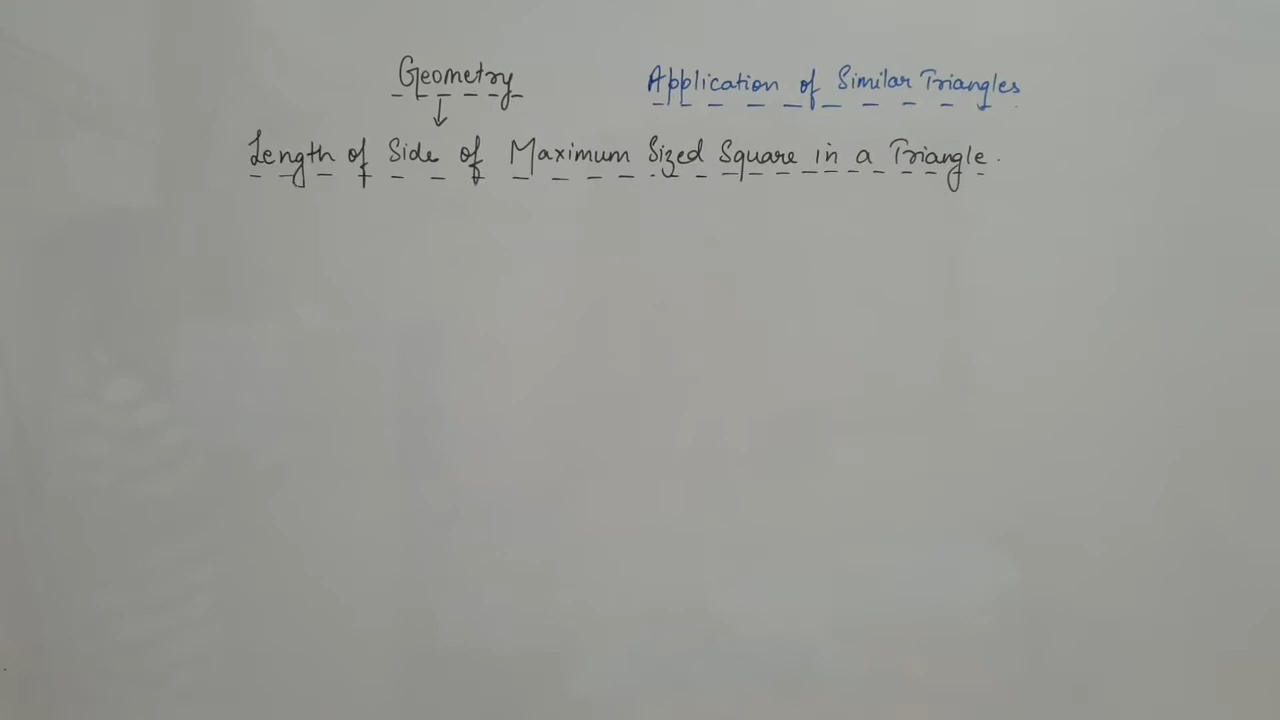 Geometry
Application of Similar Triangles
Length of Side of Maximum Sized Square in a Triangle.